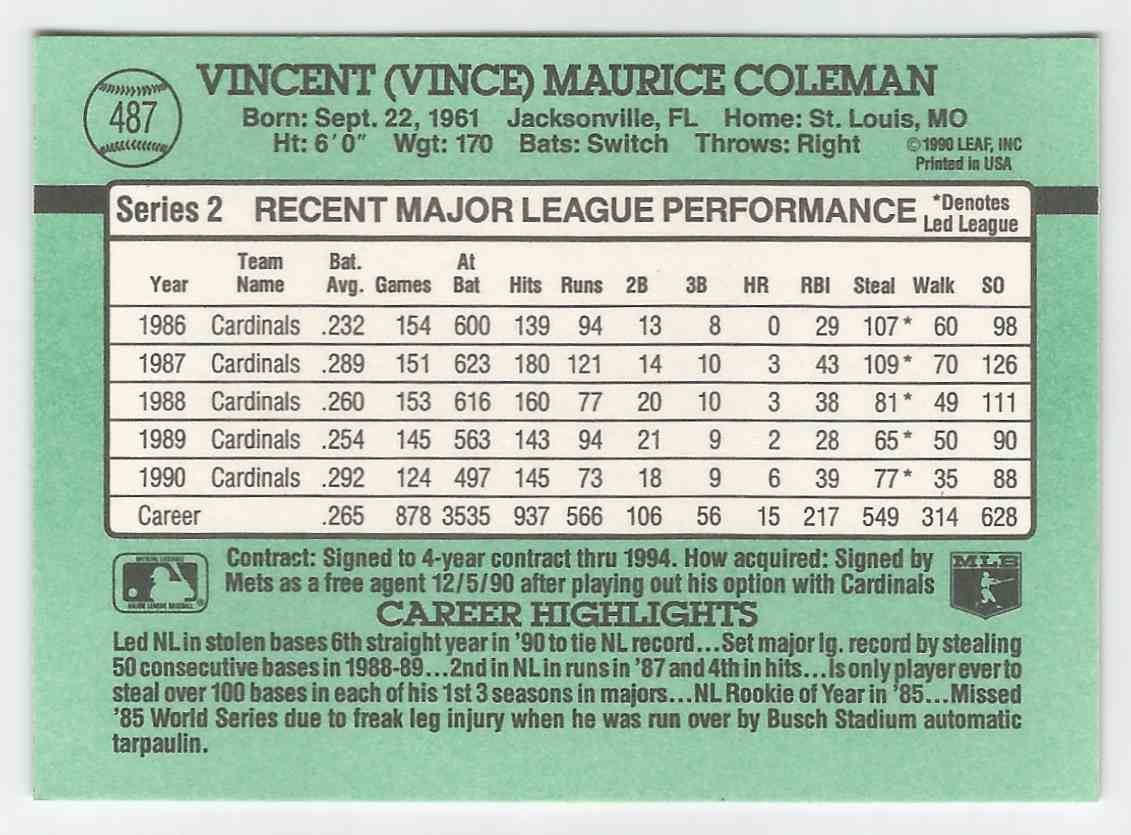 487
VINCENT (VINCE) MAURICE COLEMAN
Born: Sept. 22, 1961 Jacksonville, FL Home: St. Louis, MO
Ht: 6´0˝ Wgt: 170 Bats: Switch Throws: Right
©1990 LEAF, INC
Printed in USA
Series 2 RECENT MAJOR LEAGUE PERFORMANCE *Denotes Led League
Year Team Name Bat. Avg. Games At Bat Hits Runs 2B 3B HR RBI Steal Walk SO
1986 Cardinals .232 154 600 139 94 13 8 0 29 107* 60 98
1987 Cardinals .289 151 623 180 121 14 10 3 43 109* 70 126
1988 Cardinals .260 153 616 160 77 20 10 3 38 81* 49 111
1989 Cardinals .254 145 563 143 94 21 9 2 28 65* 50 90
1990 Cardinals .292 124 497 145 73 18 9 6 39 77* 35 88
Career .265 878 3535 937 566 106 56 15 217 549 314 628
Contract: Signed to 4-year contract thru 1994. How acquired: Signed by
Mets as a free agent 12/5/90 after playing out his option with Cardinals
MAJOR LEAGUE BASEBALL
MLB
CAREER HIGHLIGHTS
Led NL in stolen bases 6th straight year in '90 to tie NL record...Set major lg. record by stealing
50 consecutive bases in 1988-89...2nd in NL in runs in '87 and 4th in hits...Is only player ever to
steal over 100 bases in each of his 1st 3 seasons in majors...NL Rookie of Year in '85...Missed
'85 World Series due to freak leg injury when he was run over by Busch Stadium automatic
tarpaulin.